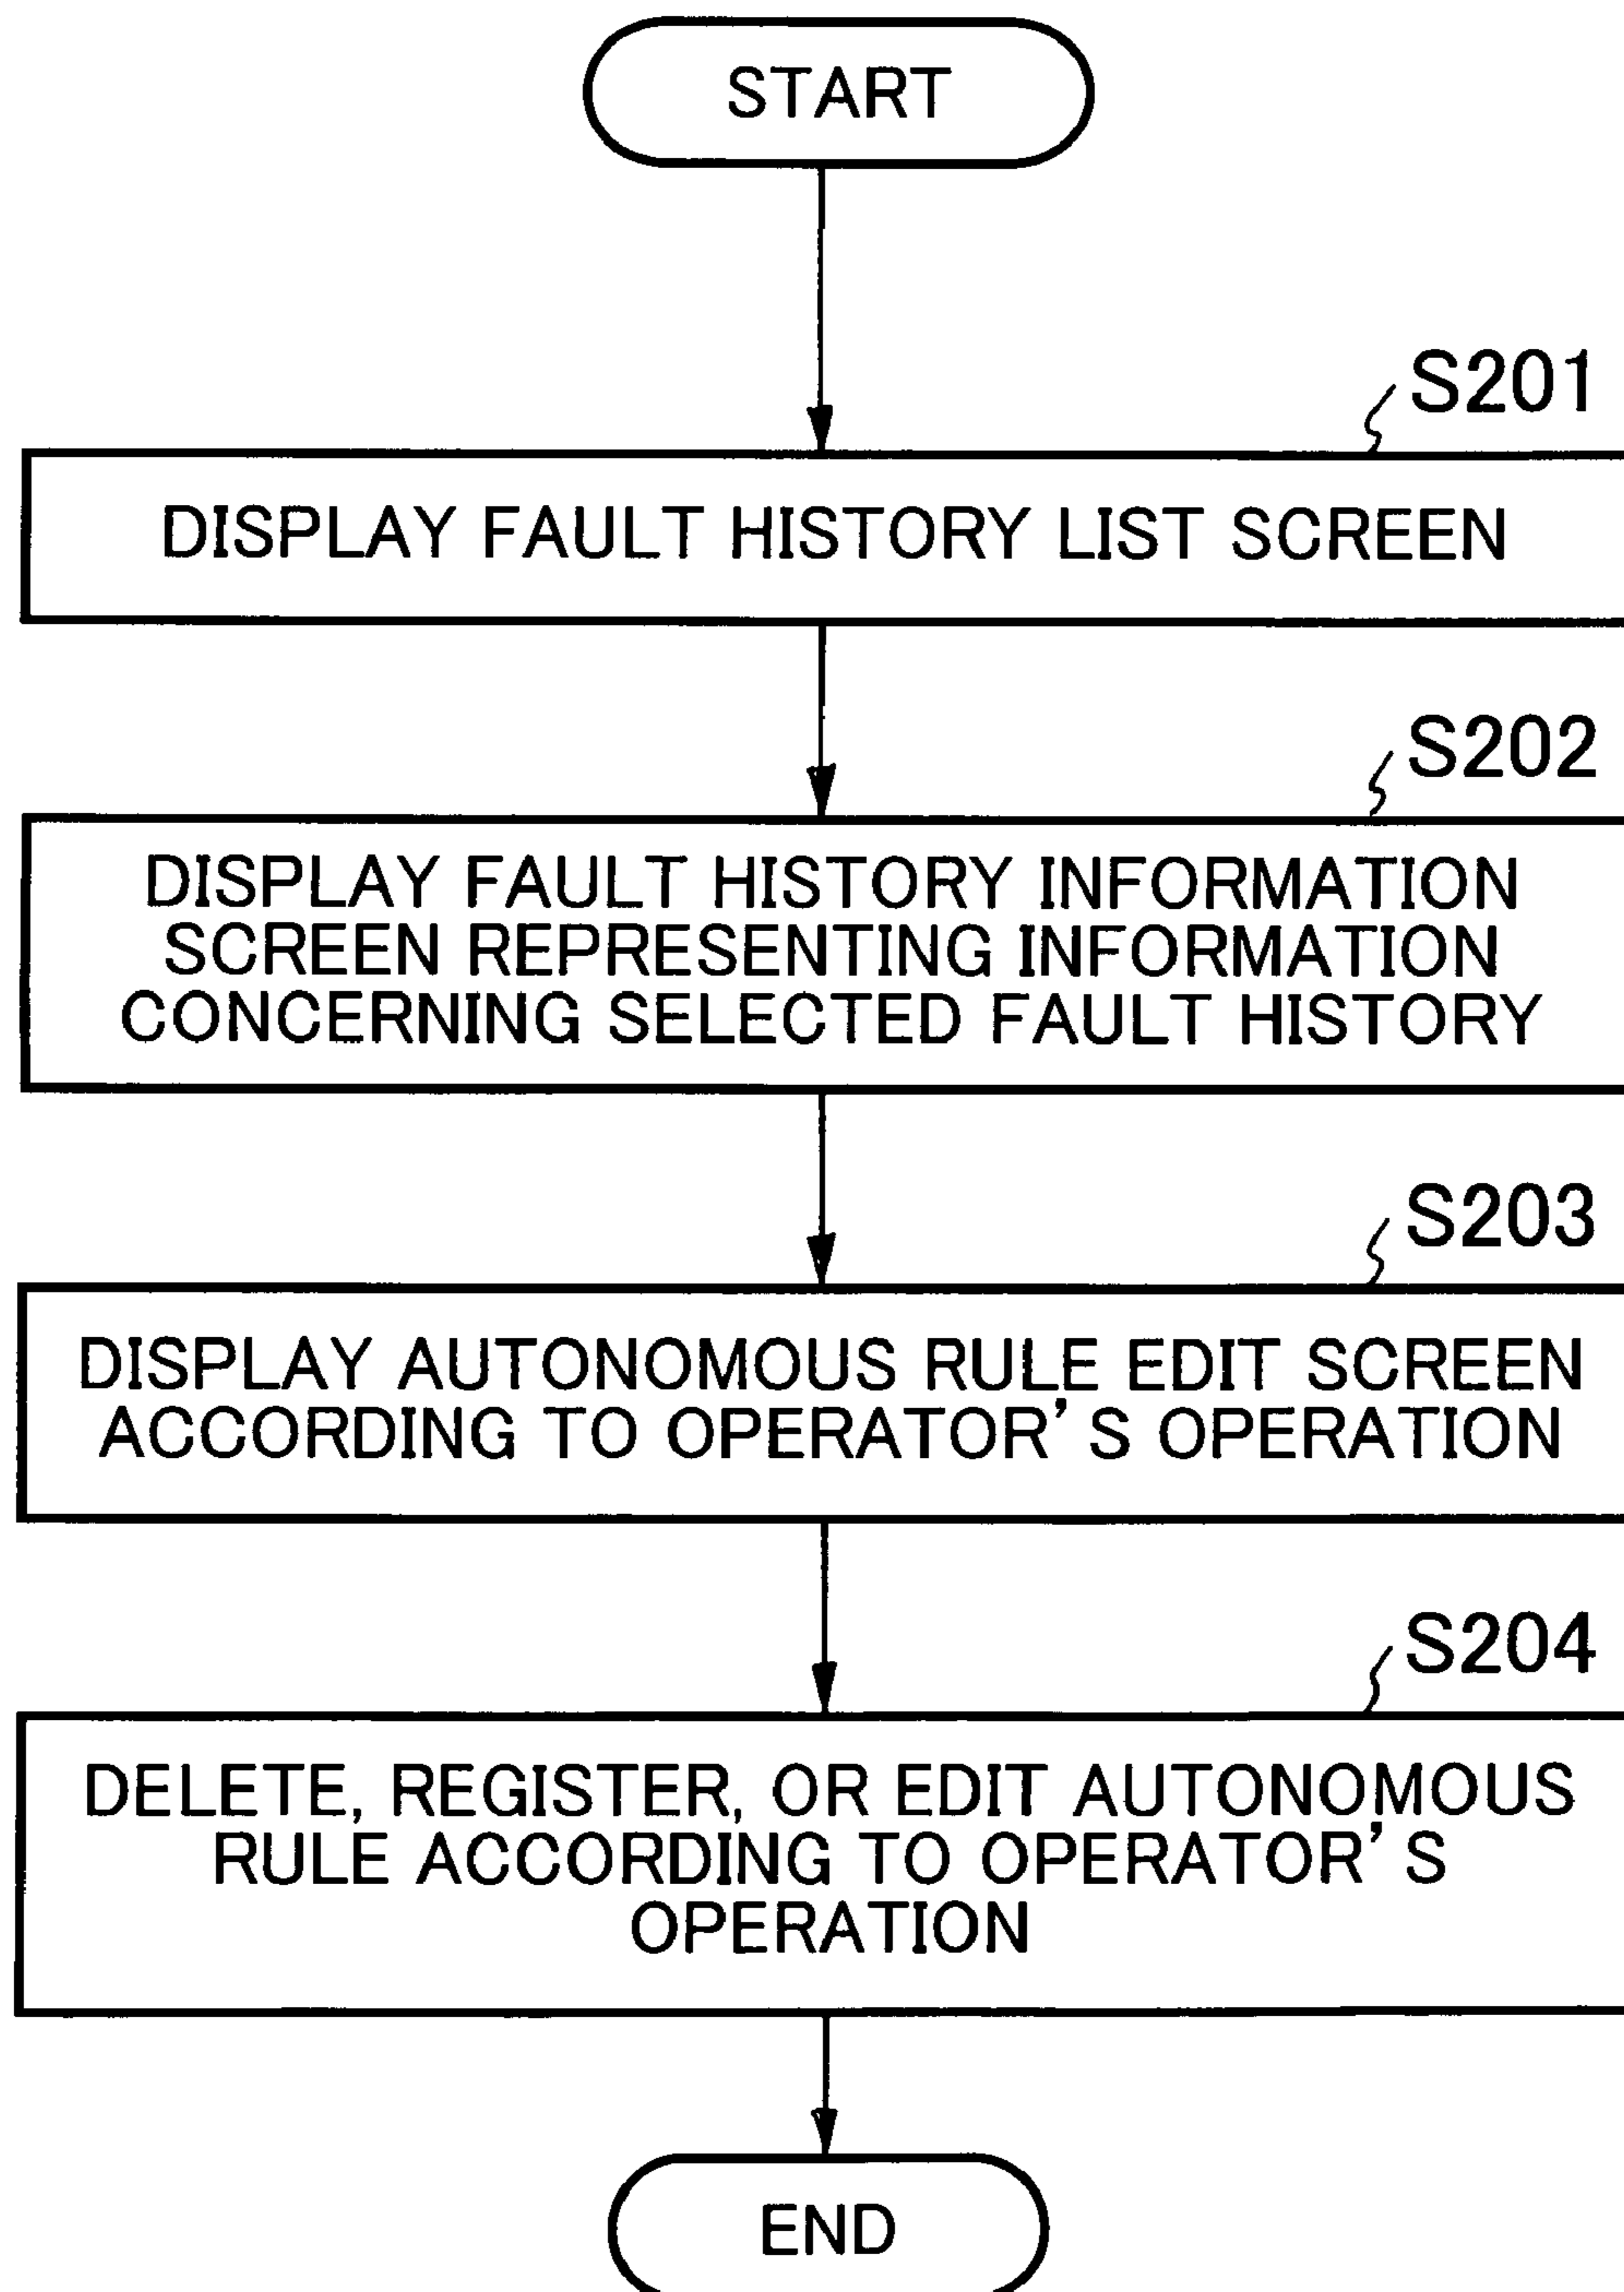 START
S201
DISPLAY FAULT HISTORY LIST SCREEN
S202
DISPLAY FAULT HISTORY INFORMATION
SCREEN REPRESENTING INFORMATION
CONCERNING SELECTED FAULT HISTORY
S203
DISPLAY AUTONOMOUS RULE EDIT SCREEN
ACCORDING TO OPERATOR'S OPERATION
S204
DELETE, REGISTER, OR EDIT AUTONOMOUS
RULE ACCORDING TO OPERATOR'S
OPERATION
END